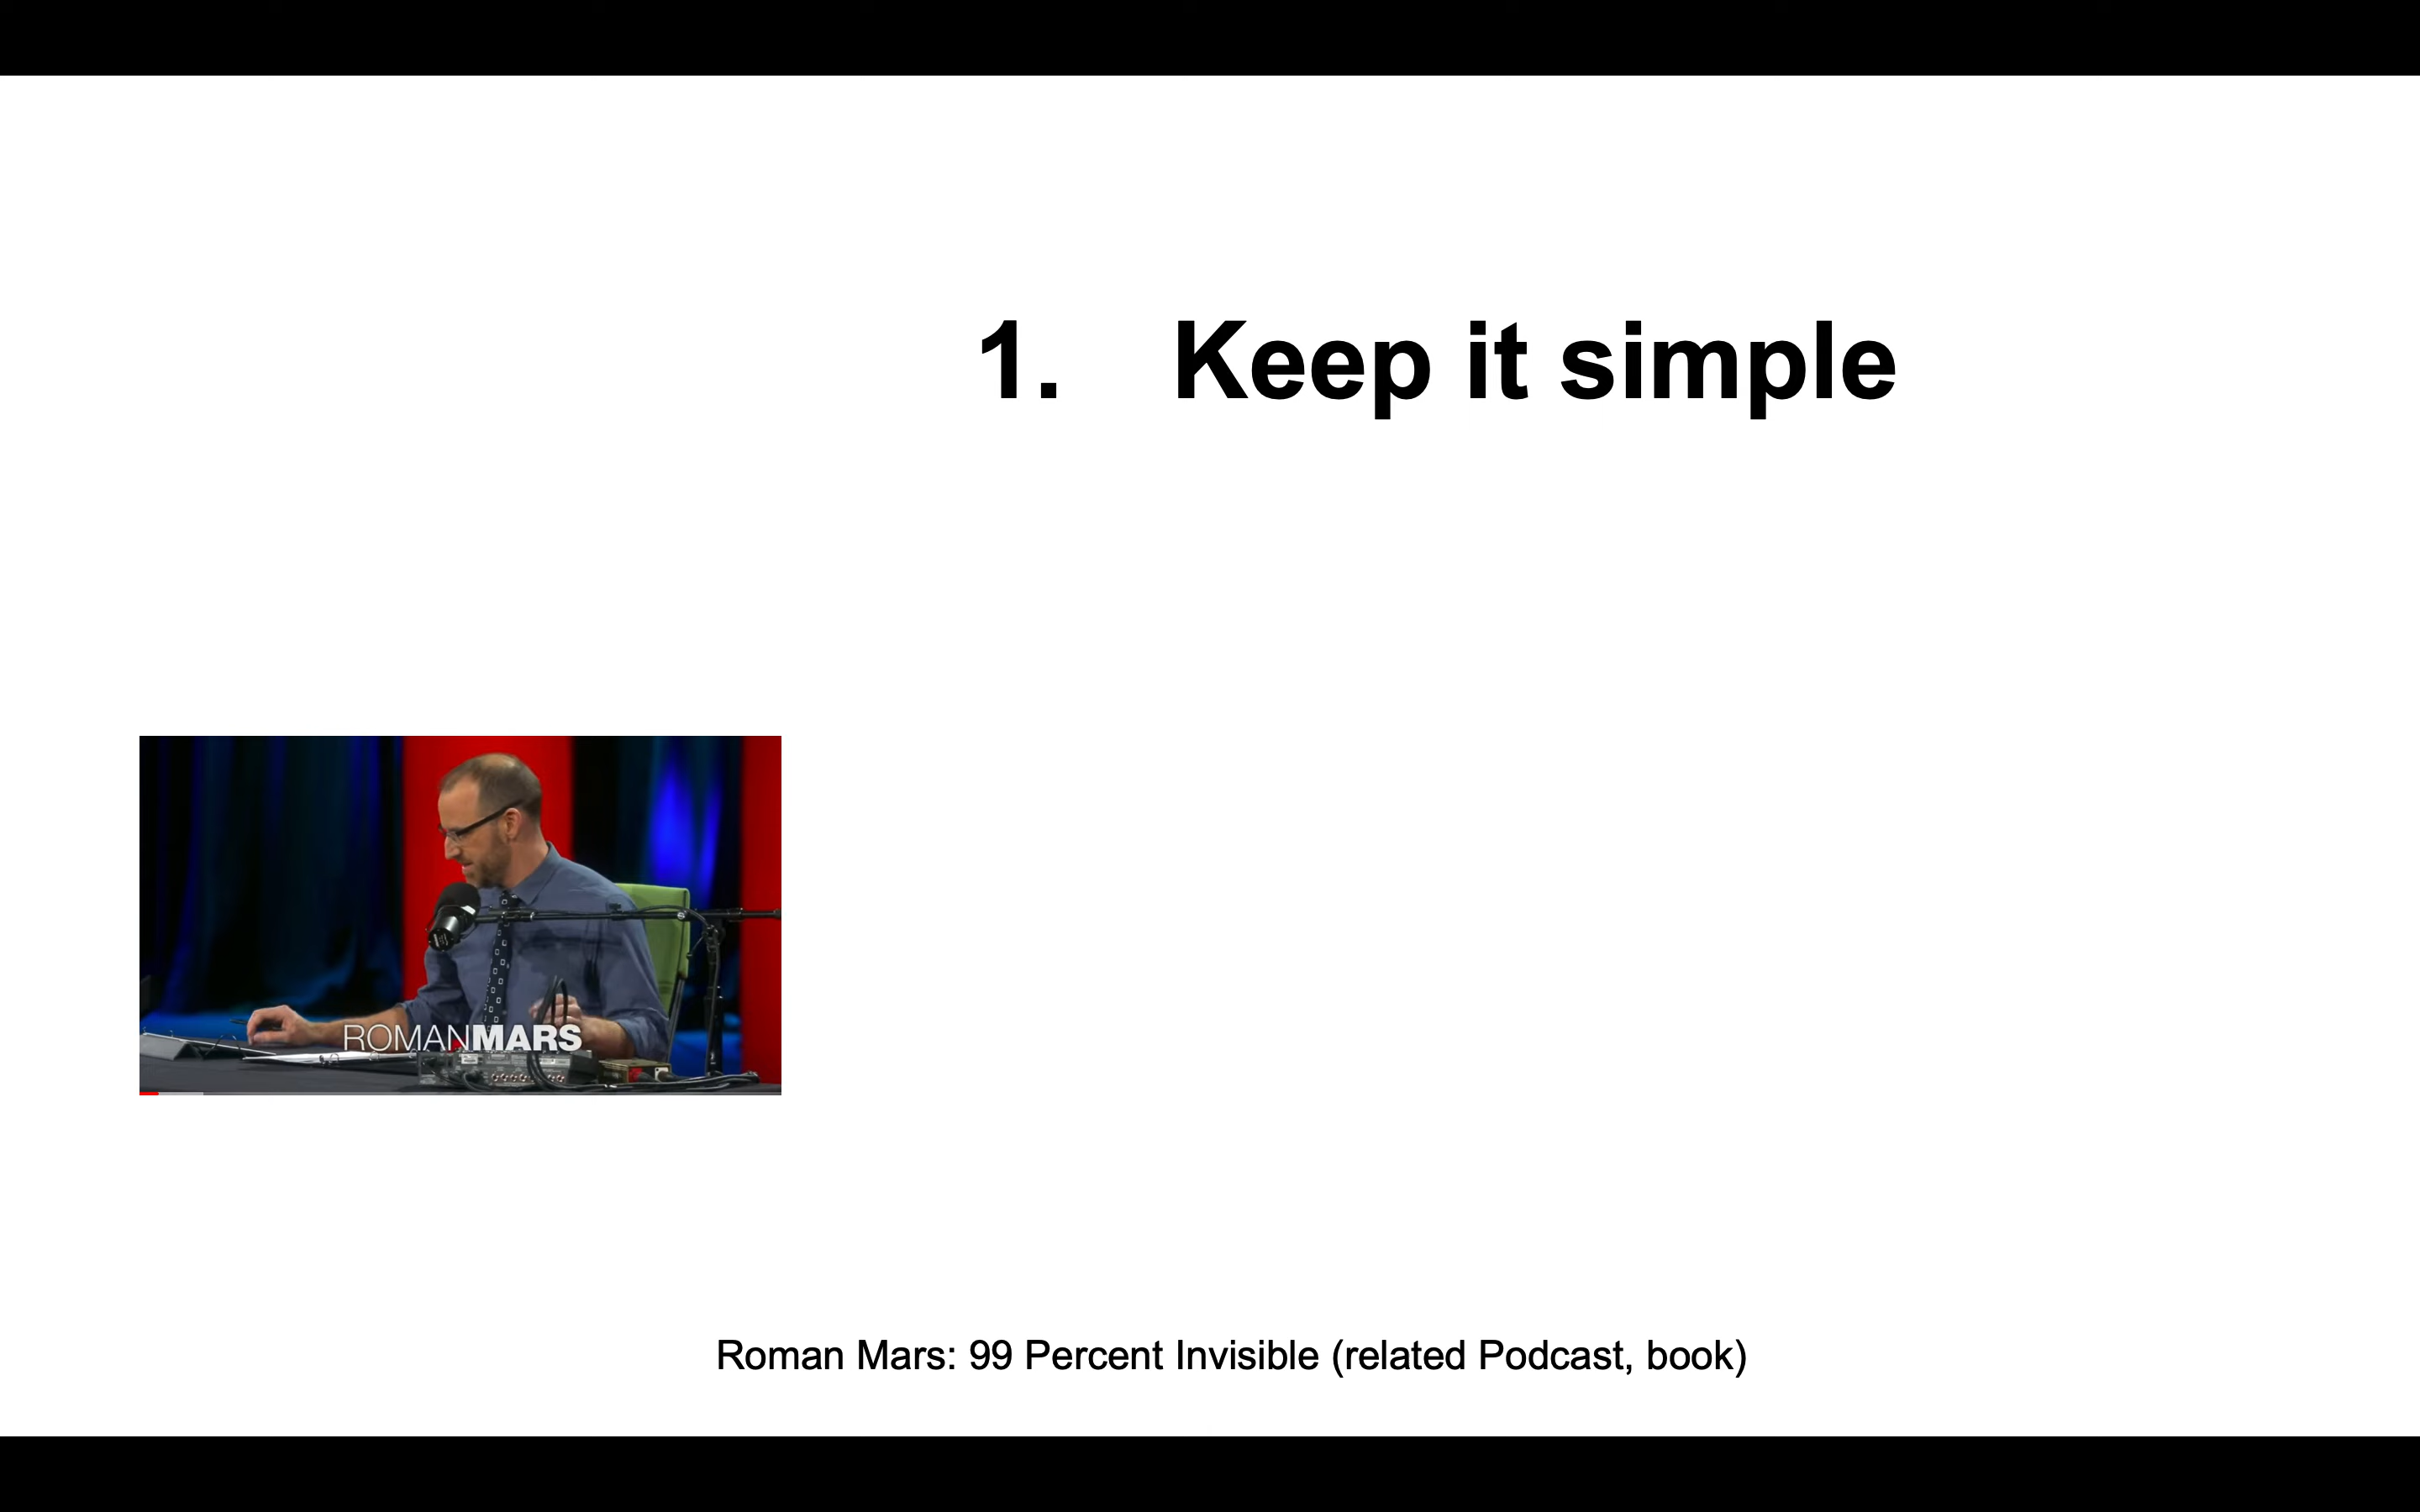 1. Keep it simple
ROMANMARS
Roman Mars: 99 Percent Invisible (related Podcast, book)